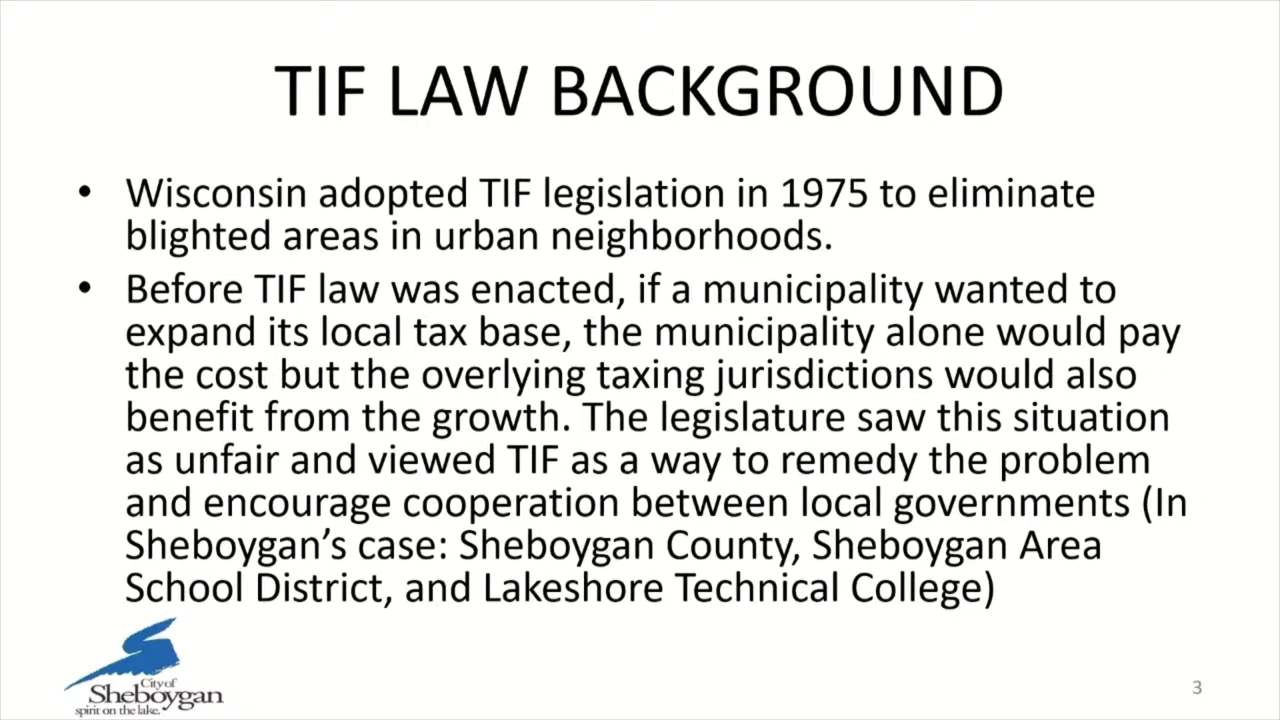 TIF LAW BACKGROUND
• Wisconsin adopted TIF legislation in 1975 to eliminate
blighted areas in urban neighborhoods.
• Before TIF law was enacted, if a municipality wanted to
expand its local tax base, the municipality alone would pay
the cost but the overlying taxing jurisdictions would also
benefit from the growth. The legislature saw this situation
as unfair and viewed TIF as a way to remedy the problem
and encourage cooperation between local governments (In
Sheboygan’s case: Sheboygan County, Sheboygan Area
School District, and Lakeshore Technical College)
City of
Sheboygan
spirit on the lake.
3